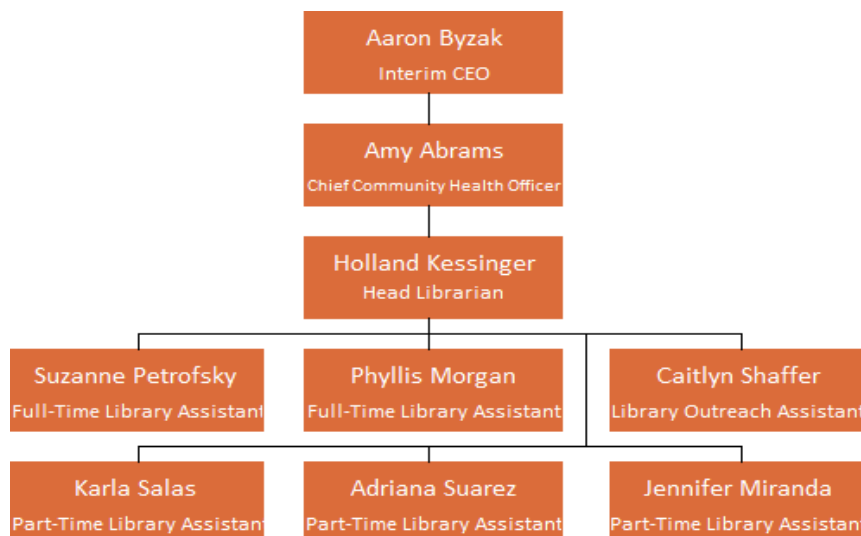 Aaron Byzak
Interim CEO
Amy Abrams
Chief Community Health Officer
Holland Kessinger
Head Librarian
Suzanne Petrofsky
Full-Time Library Assistant
Phyllis Morgan
Full-Time Library Assistant
Caitlyn Shaffer
Library Outreach Assistant
Karla Salas
Part-Time Library Assistant
Adriana Suarez
Part-Time Library Assistant
Jennifer Miranda
Part-Time Library Assistant